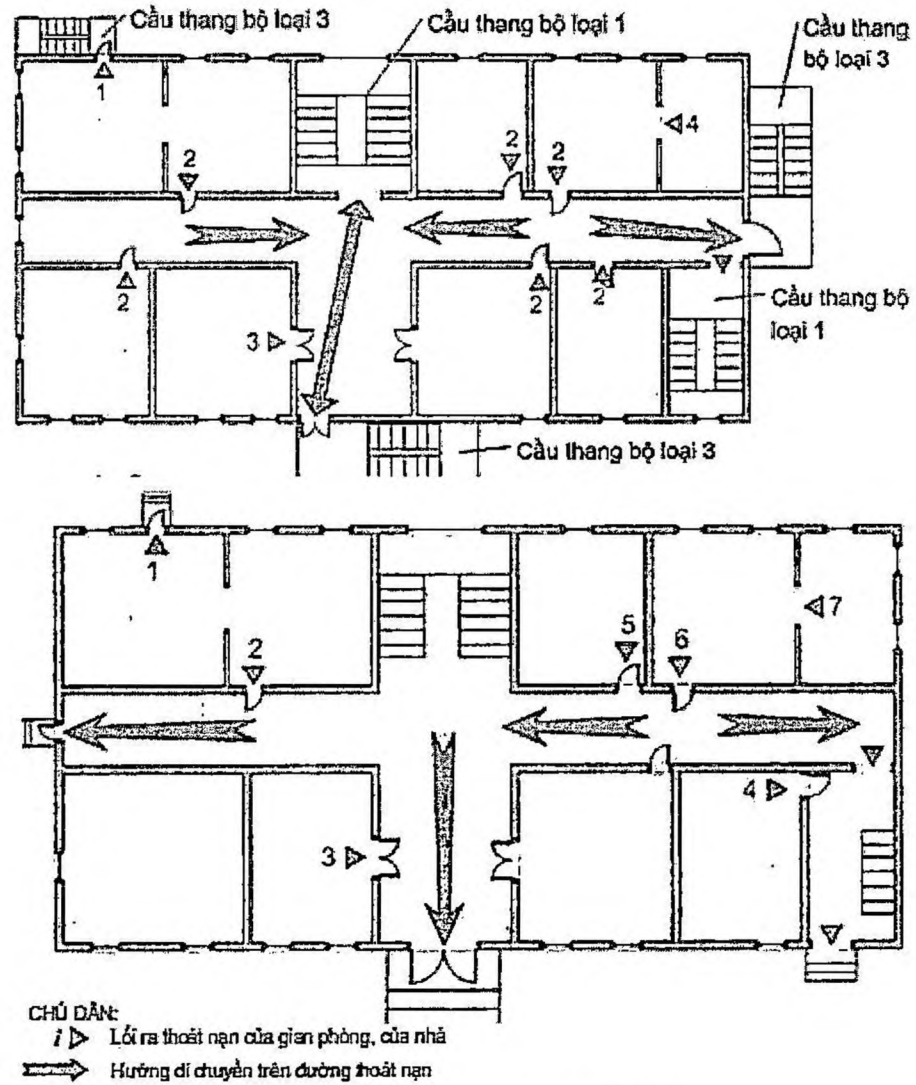 Cầu thang bộ loại 3
Cầu thang bộ loại 1
Cầu thang
bộ loại 3
1
2
2
2
4
2
2
2
3
Cầu thang bộ
loại 1
Cầu thang bộ loại 3
1
2
5
6
7
4
3
CHÚ DẪN:
i Lối ra thoát nạn của gian phòng, của nhà
Hướng di chuyển trên đường thoát nạn